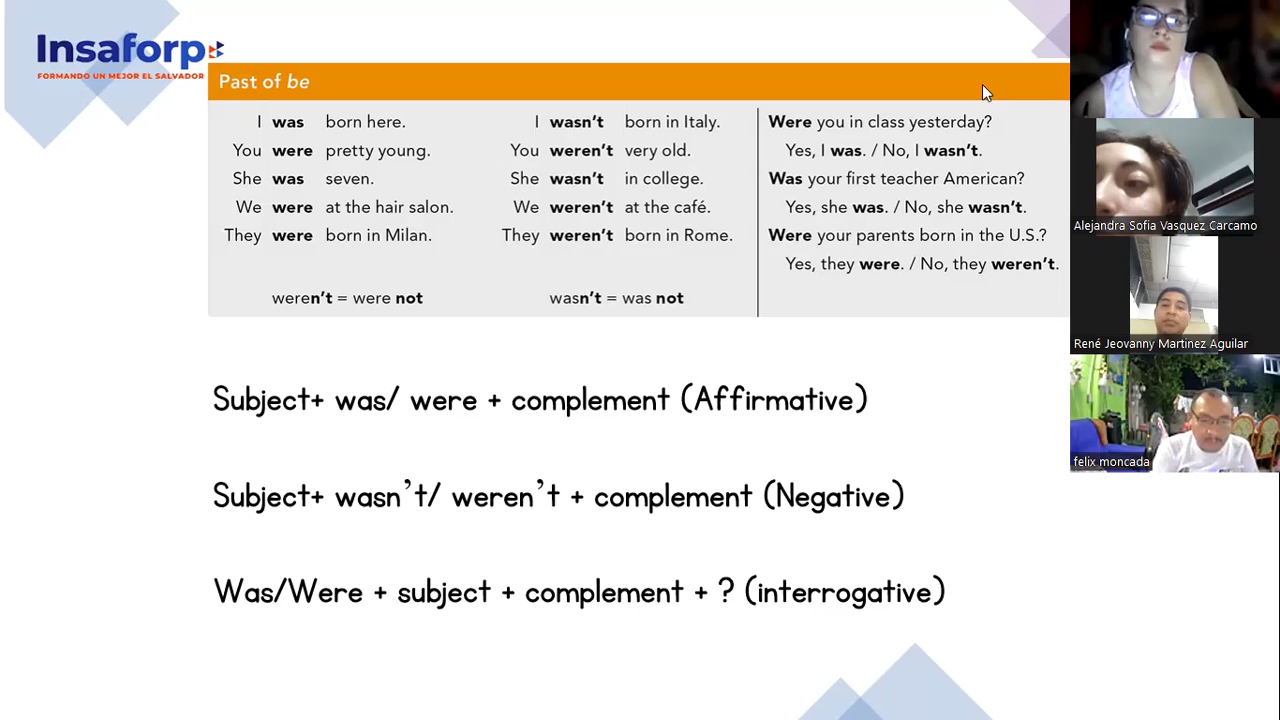 Insaforp
FORMANDO UN MEJOR EL SALVADOR
Past of be
I was born here.
You were pretty young.
She was seven.
We were at the hair salon.
They were born in Milan.
weren't = were not
I wasn't born in Italy.
You weren't very old.
She wasn't in college.
We weren't at the café.
They weren't born in Rome.
wasn't = was not
Were you in class yesterday?
Yes, I was. / No, I wasn't.
Was your first teacher American?
Yes, she was. / No, she wasn't.
Were your parents born in the U.S.?
Yes, they were. / No, they weren't.
Subject+ was/ were + complement (Affirmative)
Subject+ wasn't/ weren't + complement (Negative)
Was/Were + subject + complement + ? (interrogative)
Alejandra Sofia Vasquez Carcamo
René Jeovanny Martinez Aguilar
felix moncada